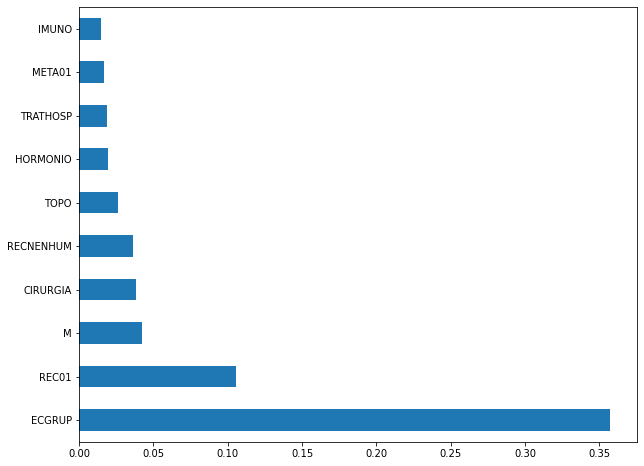 IMUNO
META01
TRATHOSP
HORMONIO
TOPO
RECNENHUM
CIRURGIA
M
REC01
ECGRUP
0.00 0.05 0.10 0.15 0.20 0.25 0.30 0.35